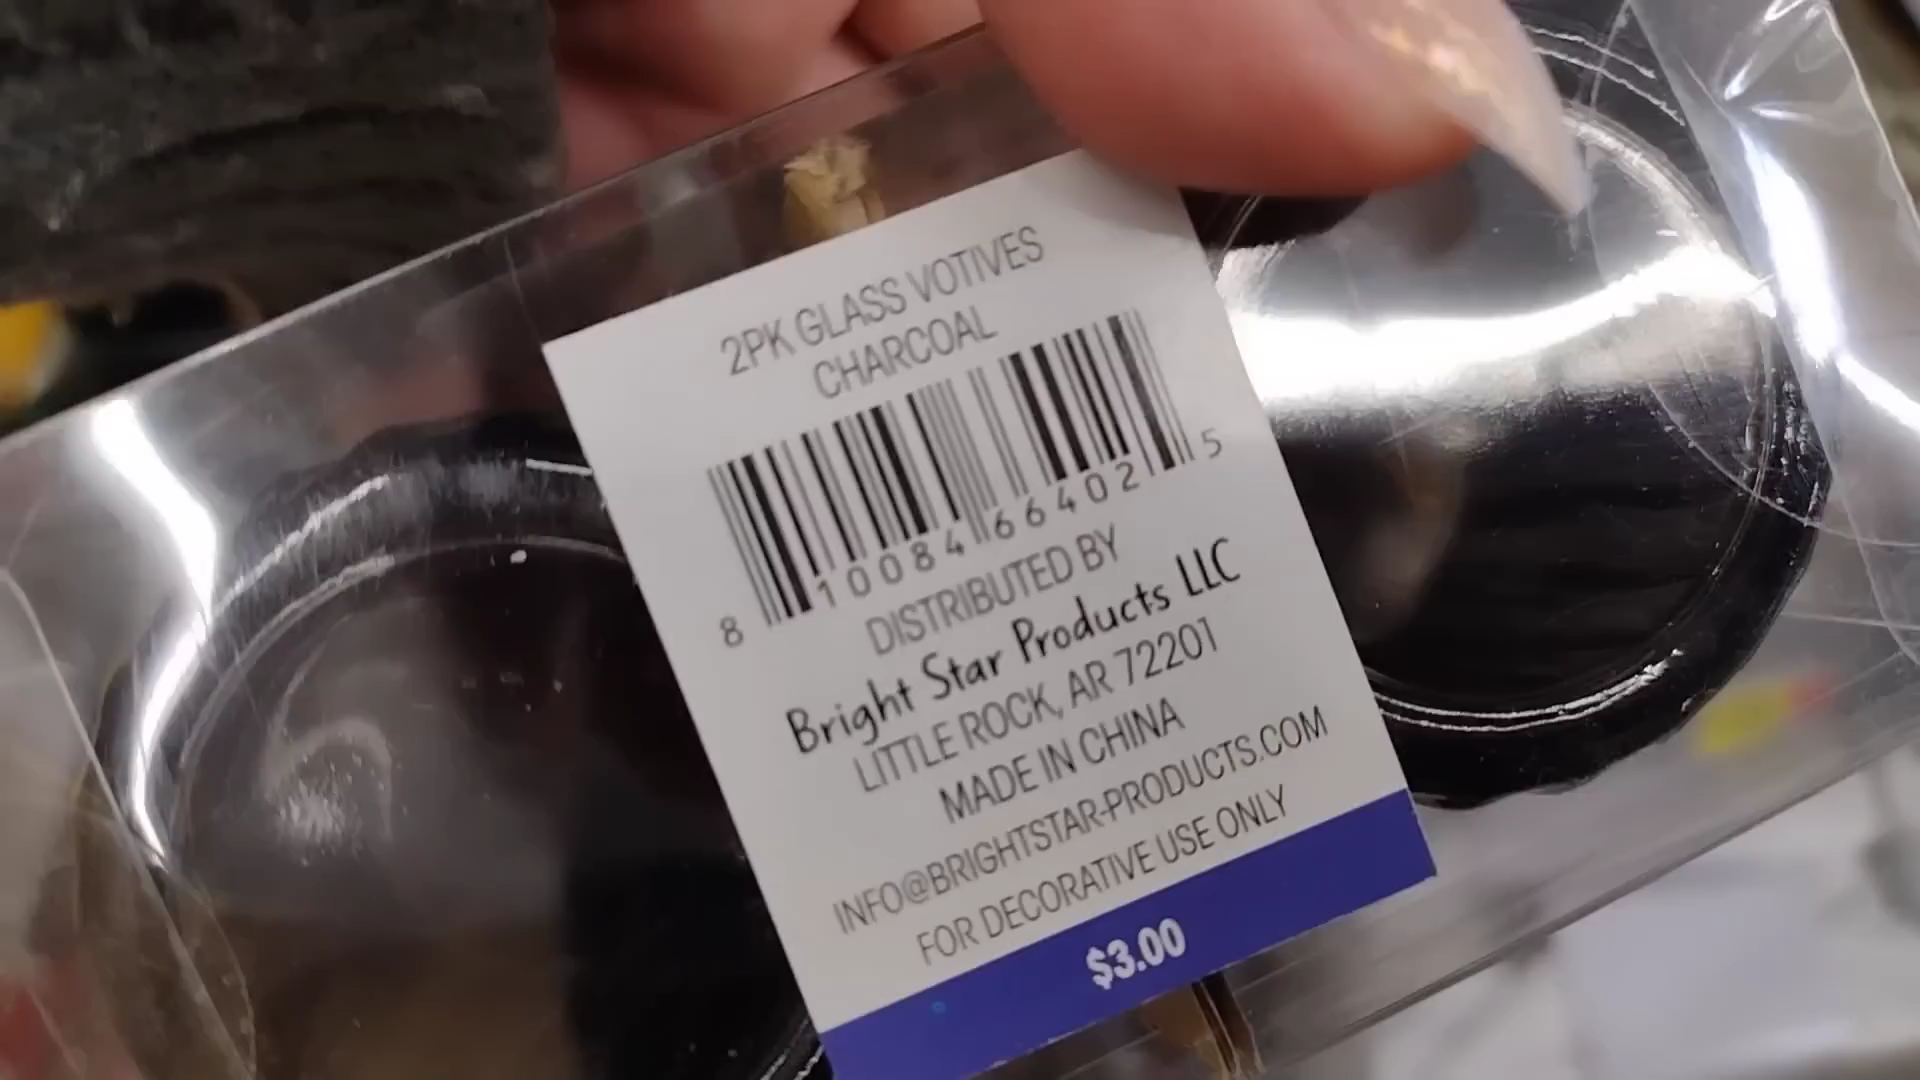 2PK GLASS VOTIVES
CHARCOAL
8 10084 66402 5
DISTRIBUTED BY
Bright Star Products LLC
LITTLE ROCK, AR 72201
MADE IN CHINA
INFO@BRIGHTSTAR-PRODUCTS.COM
FOR DECORATIVE USE ONLY
$3.00